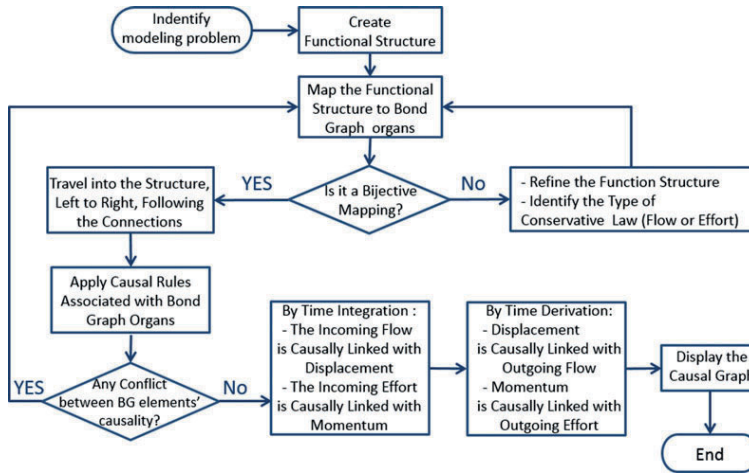 Indentify
modeling problem
Create
Functional Structure
Map the Functional
Structure to Bond
Graph organs
YES
Is it a Bijective
Mapping?
No
- Refine the Function Structure
- Identify the Type of
Conservative Law (Flow or Effort)
Travel into the Structure,
Left to Right, Following
the Connections
Apply Causal Rules
Associated with Bond
Graph Organs
YES
Any Conflict
between BG elements'
causality?
No
By Time Integration :
- The Incoming Flow
is Causally Linked with
Displacement
- The Incoming Effort
is Causally Linked with
Momentum
By Time Derivation:
- Displacement
is Causally Linked with
Outgoing Flow
- Momentum
is Causally Linked with
Outgoing Effort
Display the
Causal Graph
End